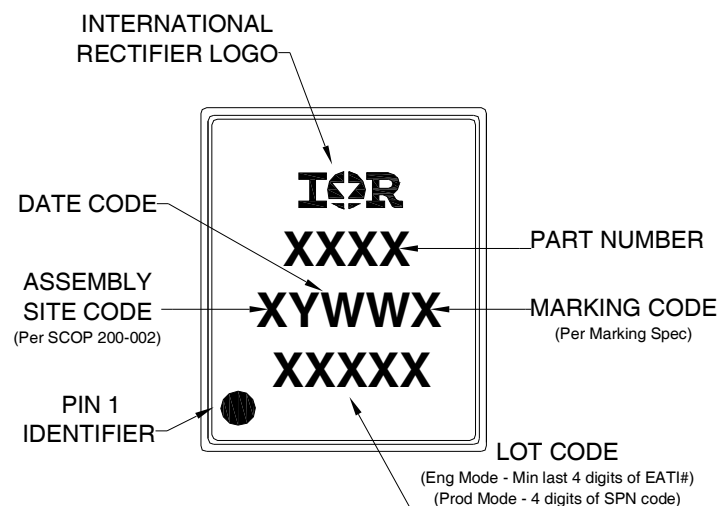 INTERNATIONAL
RECTIFIER LOGO
IOR
DATE CODE
XXXX
PART NUMBER
ASSEMBLY
SITE CODE
(Per SCOP 200-002)
XYWWX
MARKING CODE
(Per Marking Spec)
XXXXX
PIN 1
IDENTIFIER
LOT CODE
(Eng Mode - Min last 4 digits of EATI#)
(Prod Mode - 4 digits of SPN code)